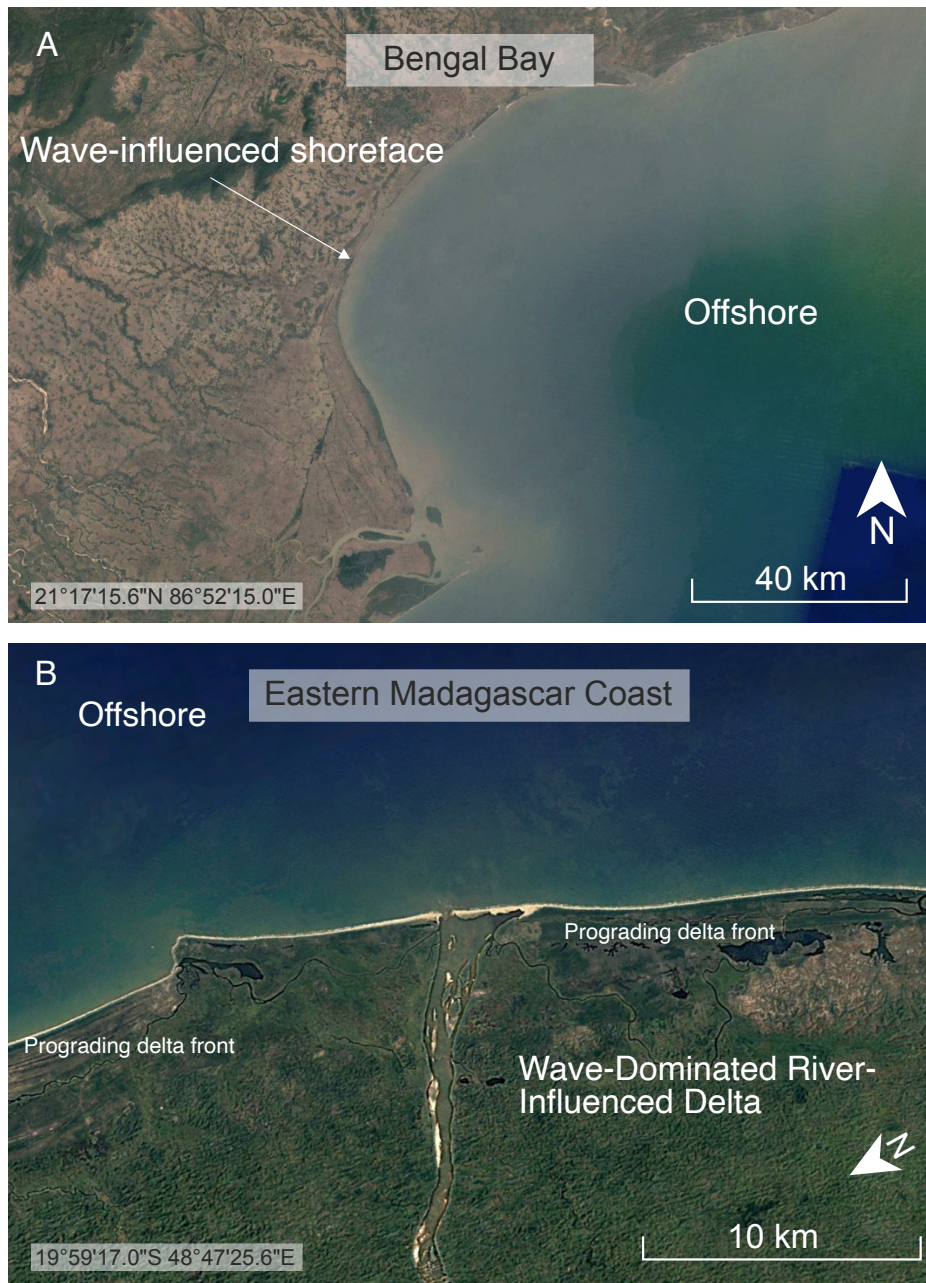 A
Bengal Bay
Wave-influenced shoreface
Offshore
N
40 km
21°17'15.6"N 86°52'15.0"E
B
Offshore
Eastern Madagascar Coast
Prograding delta front
Prograding delta front
Wave-Dominated River-
Influenced Delta
N
10 km
19°59'17.0"S 48°47'25.6"E